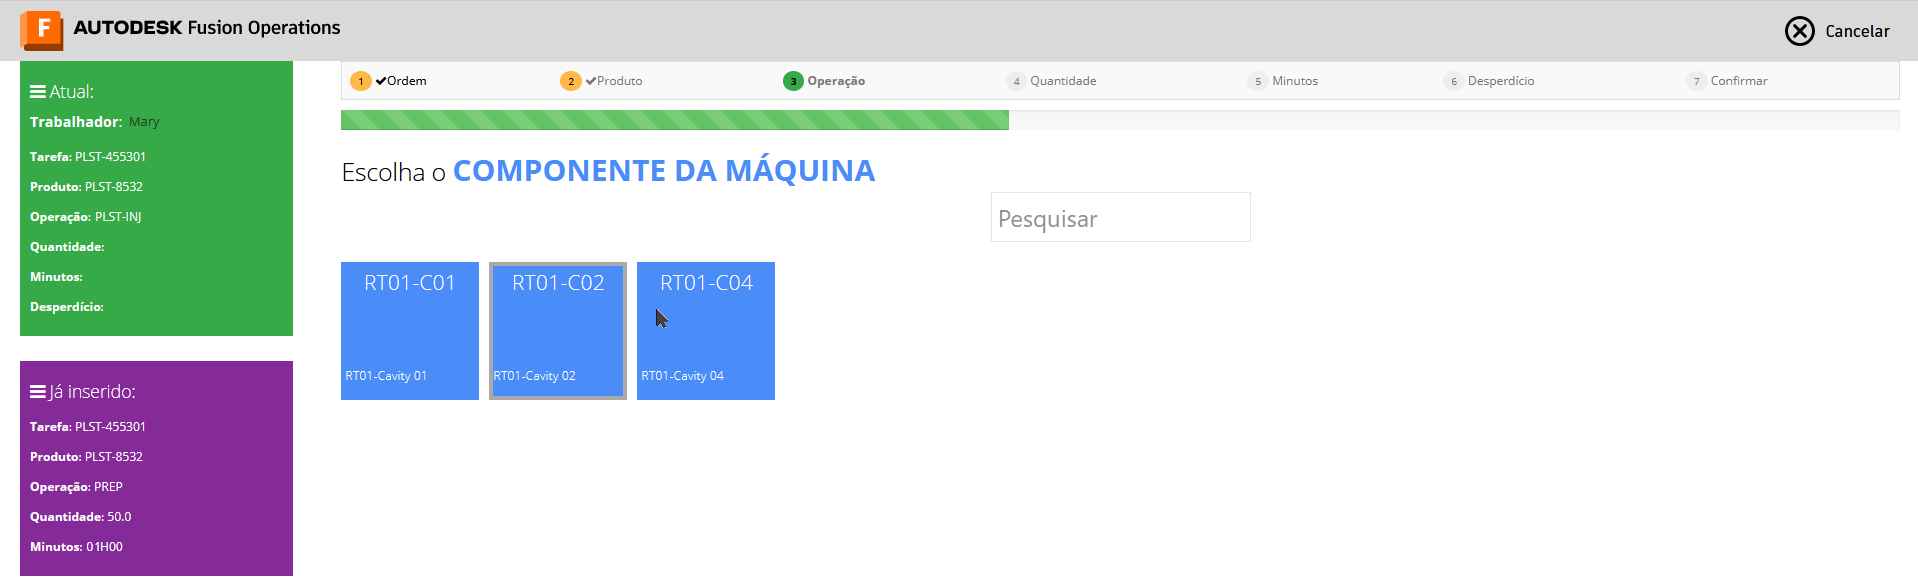 F AUTODESK Fusion Operations
Cancelar
Atual:
Trabalhador: Mary
Tarefa: PLST-455301
Produto: PLST-8532
Operação: PLST-INJ
Quantidade:
Minutos:
Desperdício:
Já inserido:
Tarefa: PLST-455301
Produto: PLST-8532
Operação: PREP
Quantidade: 50.0
Minutos: 01H00
1 Ordem
2 Produto
3 Operação
4 Quantidade
5 Minutos
6 Desperdício
7 Confirmar
Escolha o COMPONENTE DA MÁQUINA
Pesquisar
RT01-C01
RT01-Cavity 01
RT01-C02
RT01-Cavity 02
RT01-C04
RT01-Cavity 04